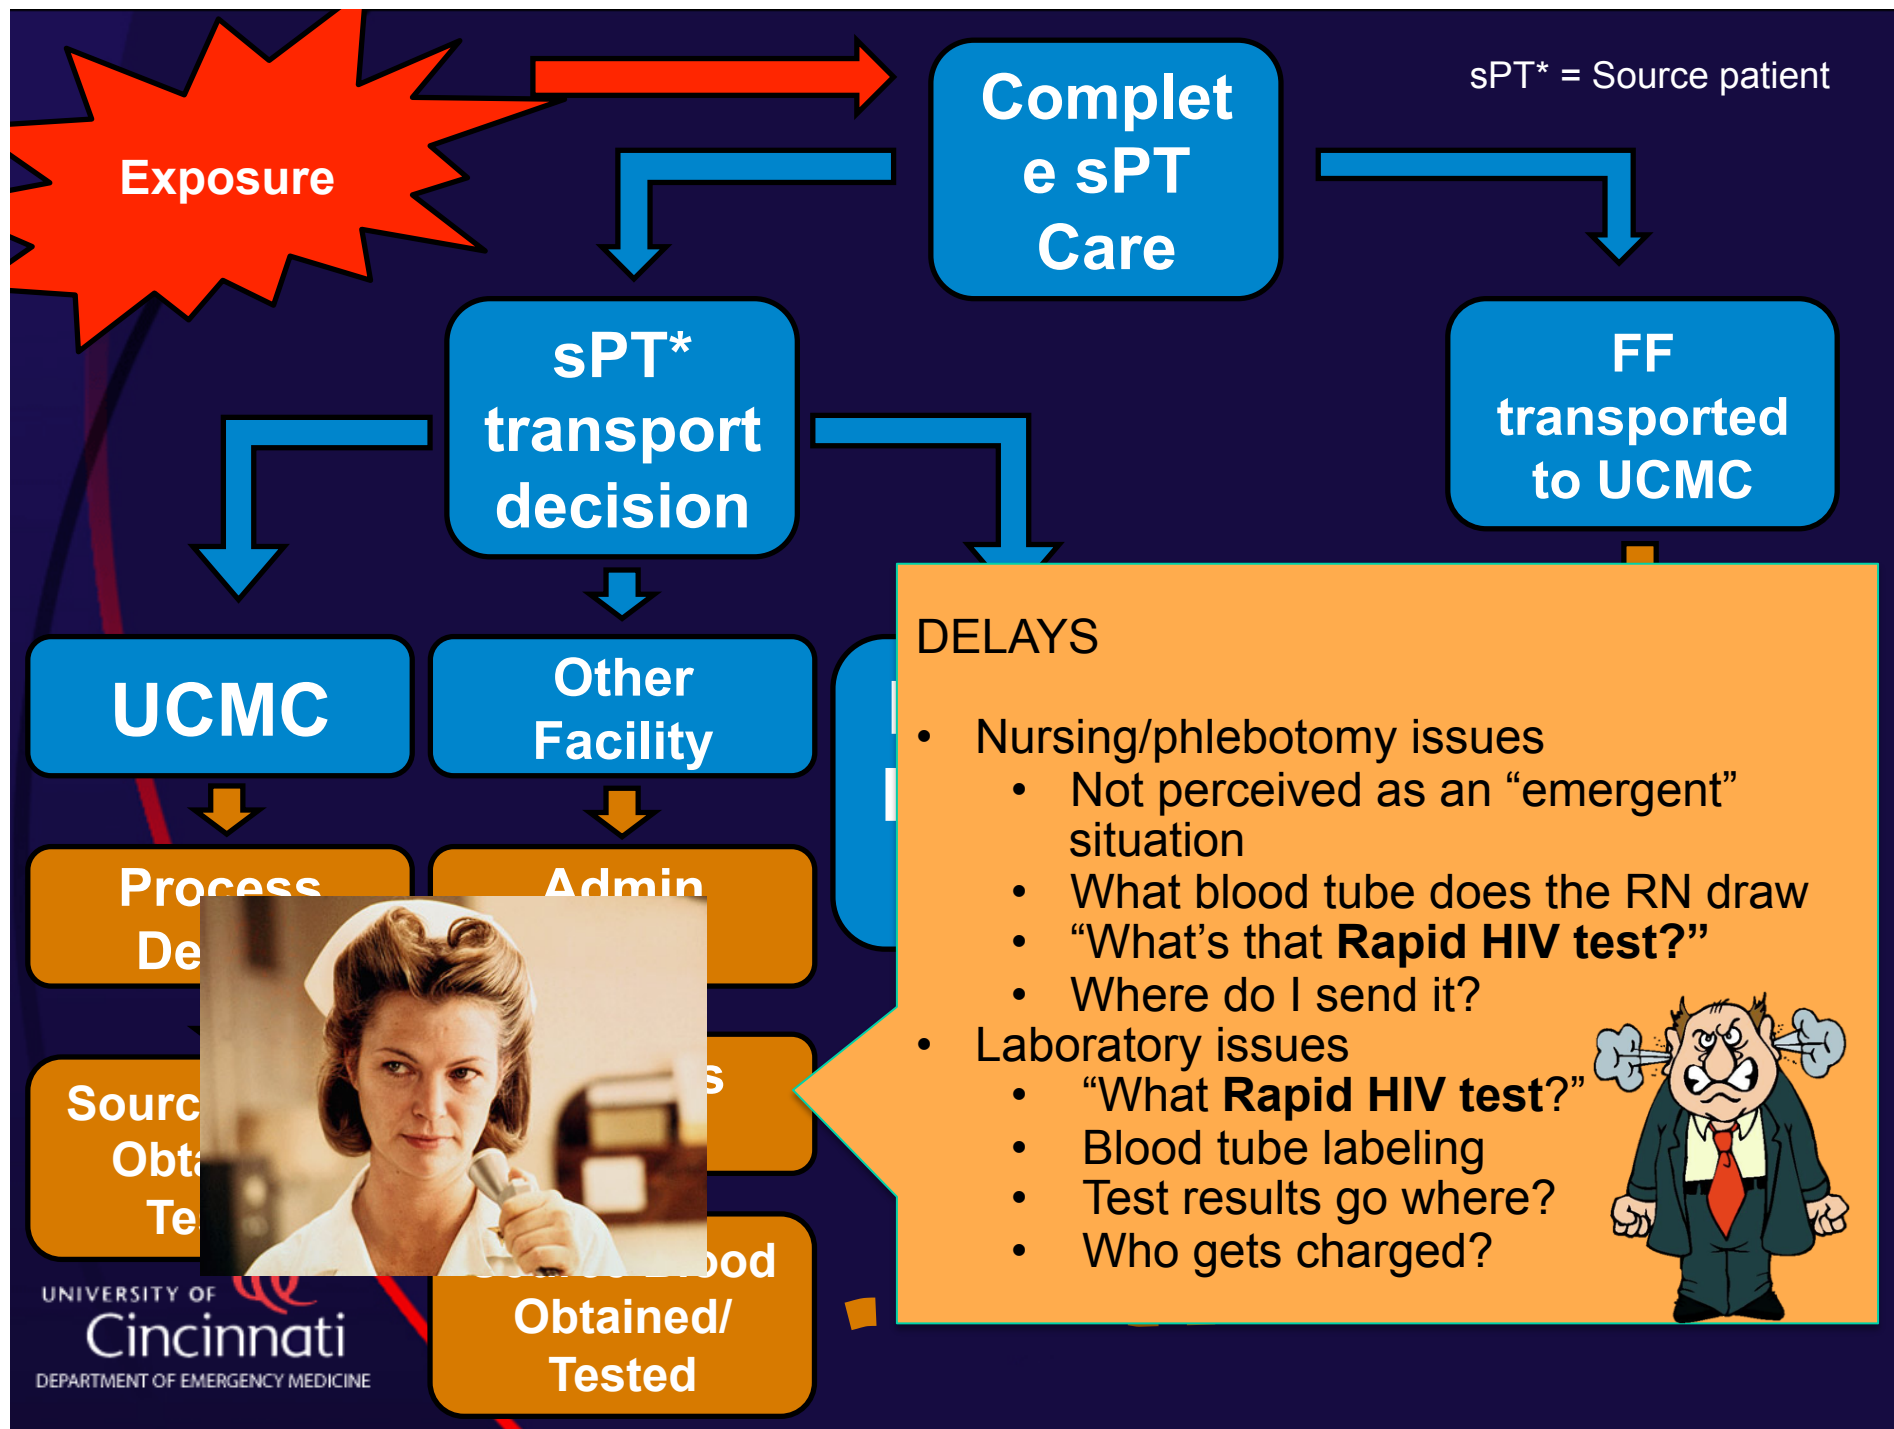 Exposure
Complet
e sPT
Care
sPT* = Source patient
sPT*
transport
decision
FF
transported
to UCMC
UCMC
Other
Facility
Process
Admin
Obtained/
Tested
DELAYS
• Nursing/phlebotomy issues
• Not perceived as an “emergent”
situation
• What blood tube does the RN draw
• “What’s that Rapid HIV test?”
• Where do I send it?
• Laboratory issues
• “What Rapid HIV test?”
• Blood tube labeling
• Test results go where?
• Who gets charged?
UNIVERSITY OF
Cincinnati
DEPARTMENT OF EMERGENCY MEDICINE